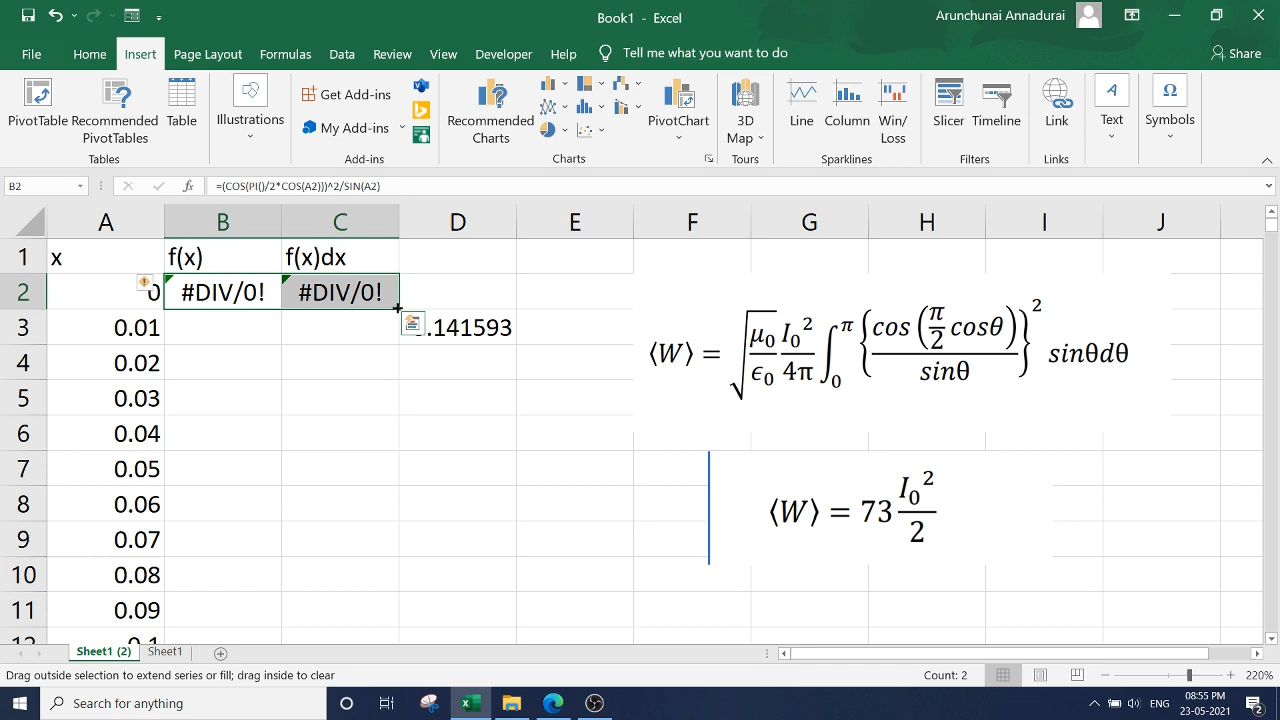 Book1 - Excel
Arunchunai Annadurai
File Home Insert Page Layout Formulas Data Review View Developer Help Tell me what you want to do Share
PivotTable Recommended PivotTables Table
Tables
Illustrations
Get Add-ins
My Add-ins
Add-ins
Recommended Charts
PivotChart
Charts
3D Map
Tours
Line Column Win/Loss
Sparklines
Slicer Timeline
Filters
Link
Links
Text
Symbols
B2 fx =(COS(PI()/2*COS(A2)))^2/SIN(A2)
A B C D E F G H I J
1 x f(x) f(x)dx
2 0 #DIV/0! #DIV/0!
3 0.01 .141593
4 0.02
5 0.03
6 0.04
7 0.05
8 0.06
9 0.07
10 0.08
11 0.09
12 0.1
⟨W⟩ = √(μ₀/ϵ₀) I₀²/4π ∫₀^π {cos (π/2 cosθ)/sinθ}² sinθdθ
⟨W⟩ = 73 I₀²/2
Sheet1 (2) Sheet1
Drag outside selection to extend series or fill; drag inside to clear
Count: 2
220%
Search for anything
ENG
08:55 PM
23-05-2021
2